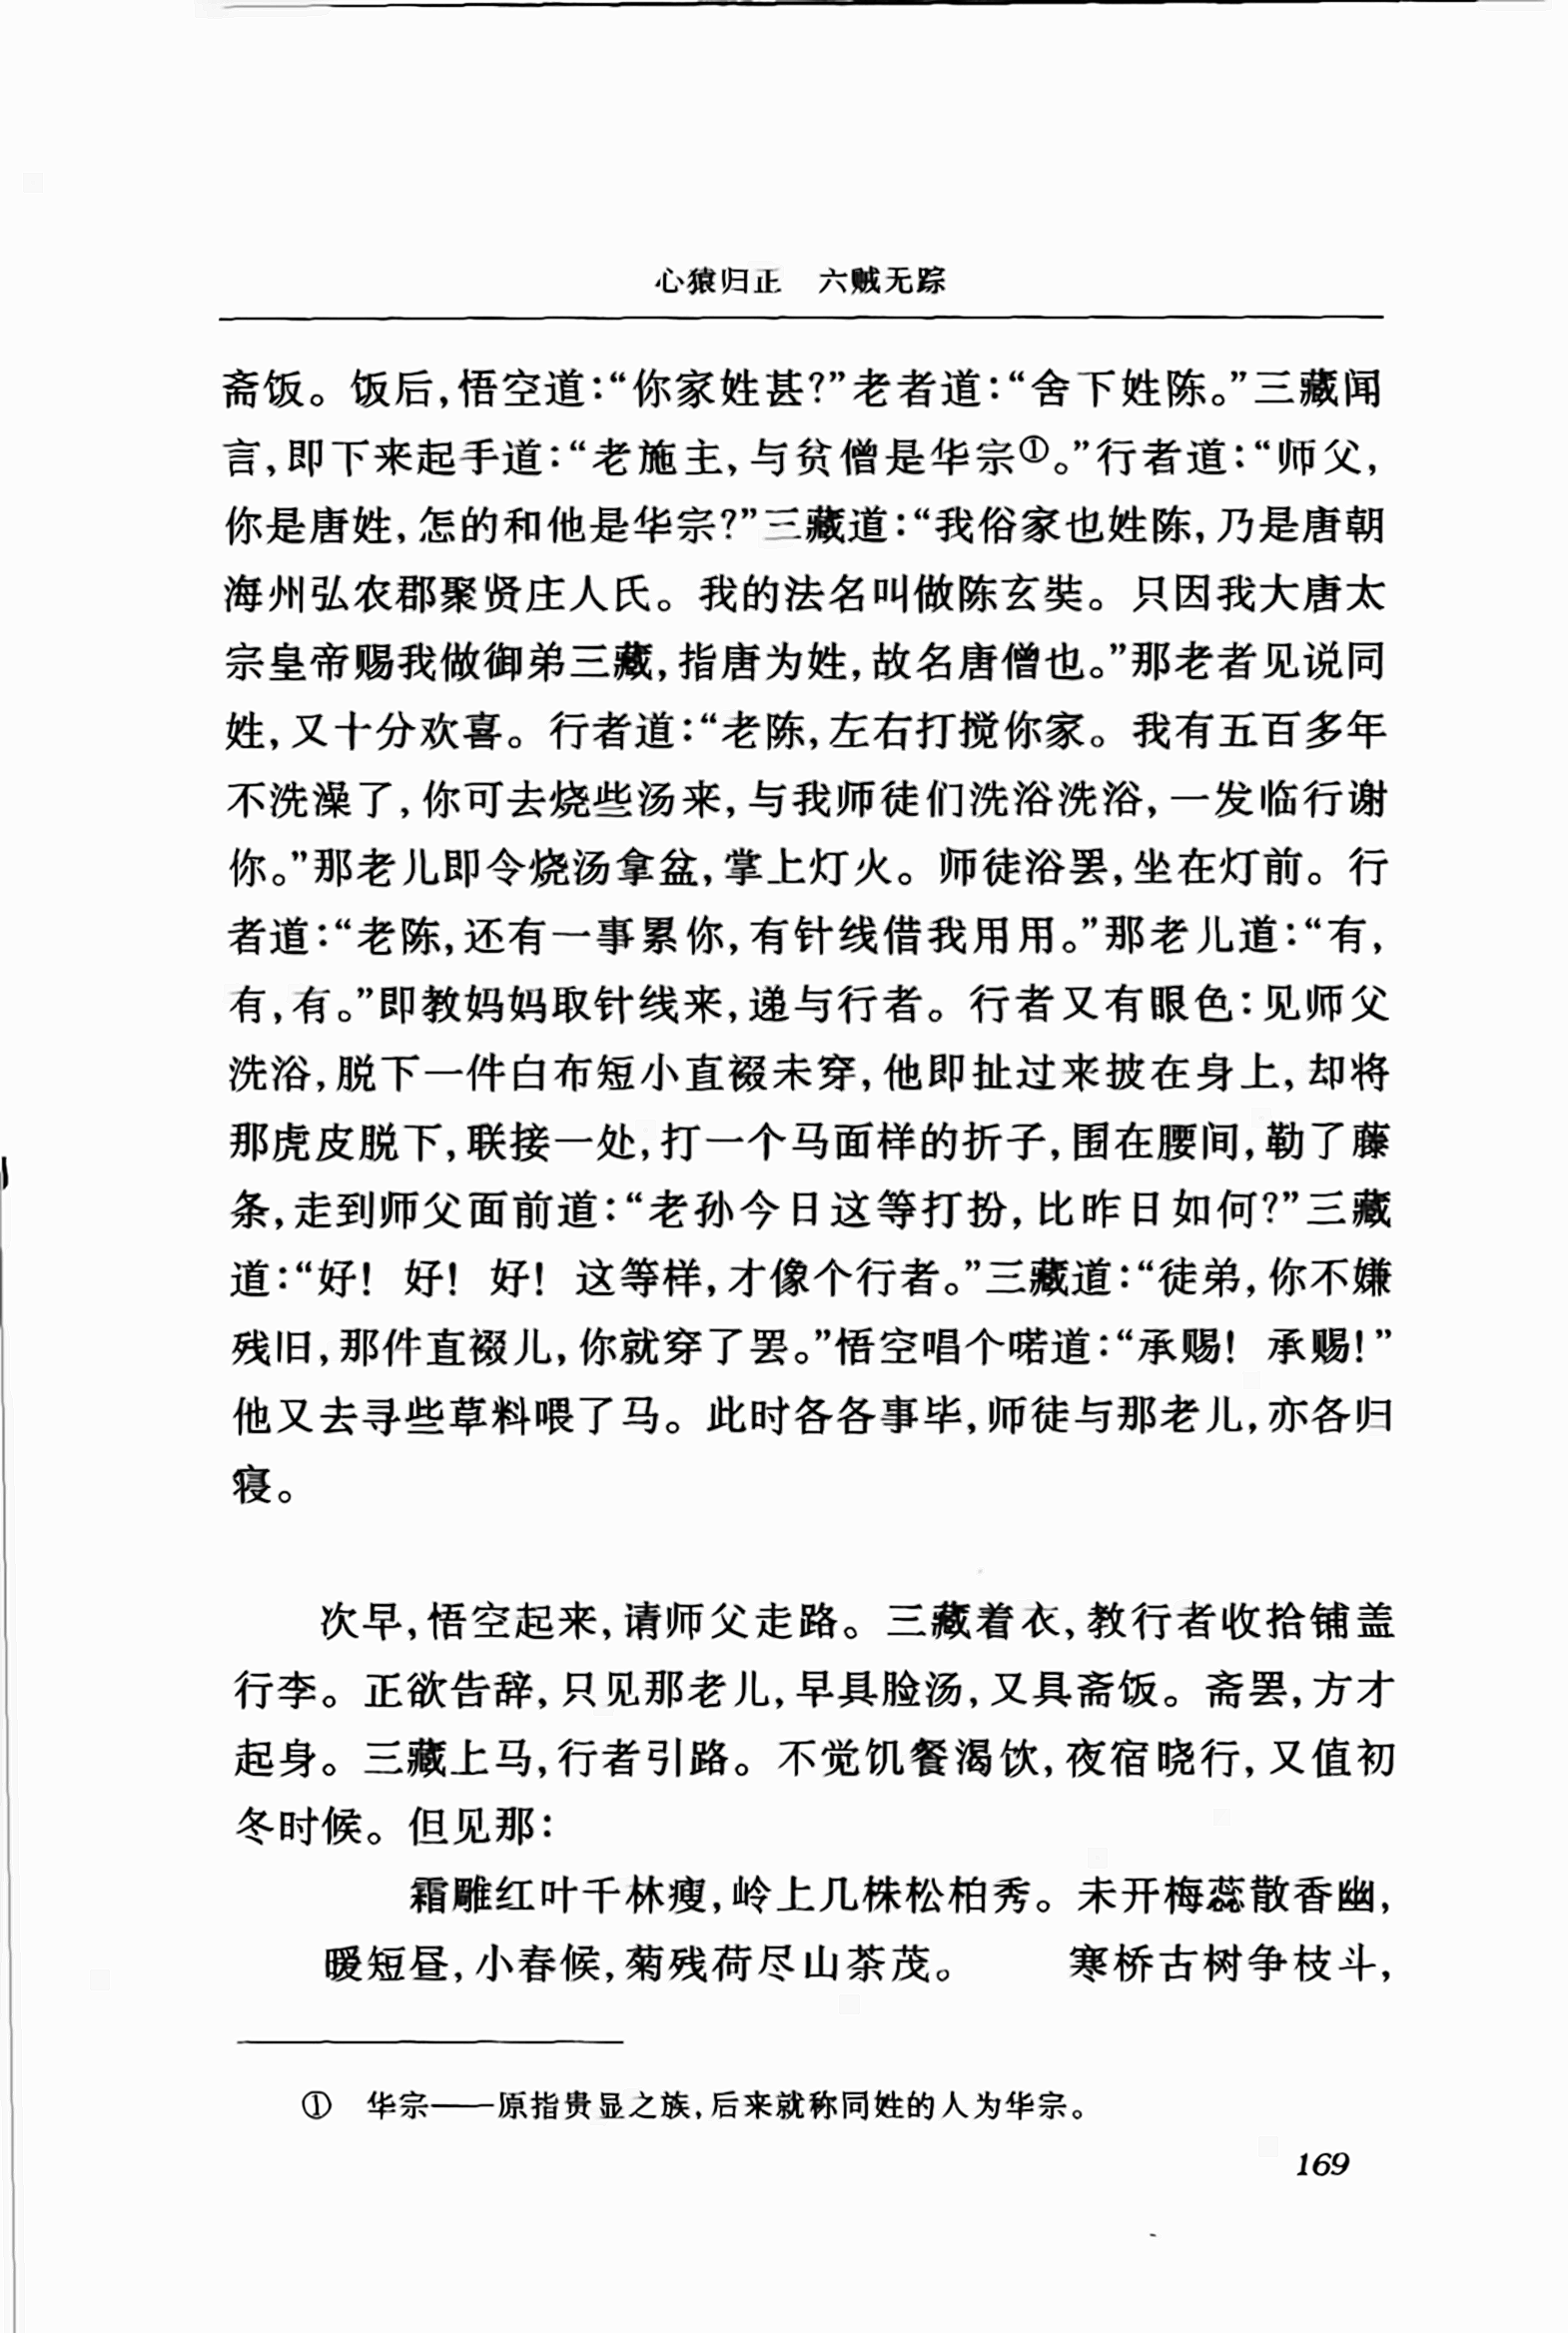 心猿归正　六贼无踪
斋饭。饭后,悟空道:“你家姓甚?”老者道:“舍下姓陈。”三藏闻
言,即下来起手道:“老施主,与贫僧是华宗①。”行者道:“师父,
你是唐姓,怎的和他是华宗?”三藏道:“我俗家也姓陈,乃是唐朝
海州弘农郡聚贤庄人氏。我的法名叫做陈玄奘。只因我大唐太
宗皇帝赐我做御弟三藏,指唐为姓,故名唐僧也。”那老者见说同
姓,又十分欢喜。行者道:“老陈,左右打搅你家。我有五百多年
不洗澡了,你可去烧些汤来,与我师徒们洗浴洗浴,一发临行谢
你。”那老儿即令烧汤拿盆,掌上灯火。师徒浴罢,坐在灯前。行
者道:“老陈,还有一事累你,有针线借我用用。”那老儿道:“有,
有,有。”即教妈妈取针线来,递与行者。行者又有眼色:见师父
洗浴,脱下一件白布短小直裰未穿,他即扯过来披在身上,却将
那虎皮脱下,联接一处,打一个马面样的折子,围在腰间,勒了藤
条,走到师父面前道:“老孙今日这等打扮,比昨日如何?”三藏
道:“好! 好! 好! 这等样,才像个行者。”三藏道:“徒弟,你不嫌
残旧,那件直裰儿,你就穿了罢。”悟空唱个喏道:“承赐! 承赐!”
他又去寻些草料喂了马。此时各各事毕,师徒与那老儿,亦各归
寝。
次早,悟空起来,请师父走路。三藏着衣,教行者收拾铺盖
行李。正欲告辞,只见那老儿,早具脸汤,又具斋饭。斋罢,方才
起身。三藏上马,行者引路。不觉饥餐渴饮,夜宿晓行,又值初
冬时候。但见那:
霜雕红叶千林瘦,岭上几株松柏秀。未开梅蕊散香幽,
暖短昼,小春候,菊残荷尽山茶茂。　　寒桥古树争枝斗,
①　华宗——原指贵显之族,后来就称同姓的人为华宗。
169